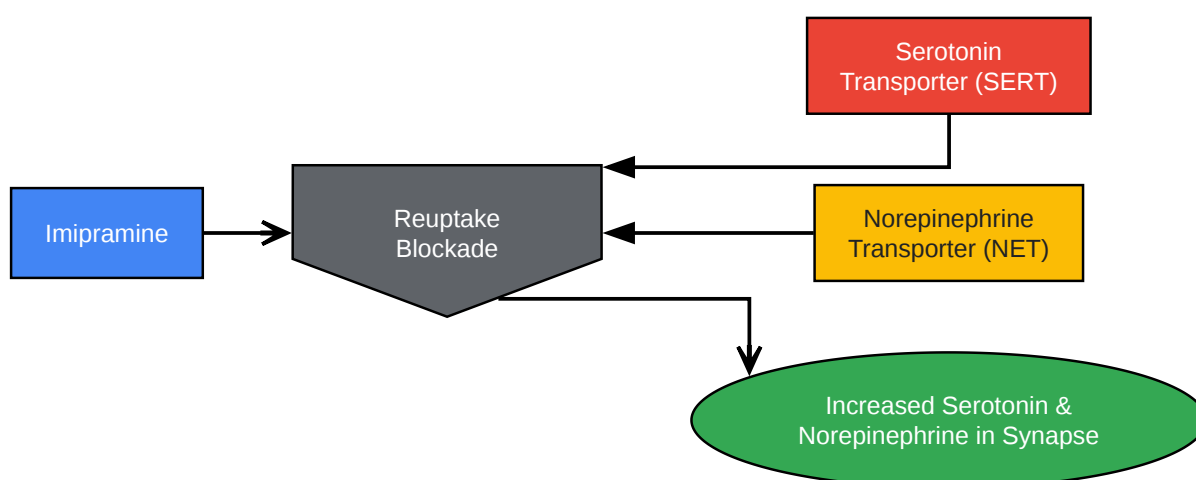 Serotonin
Transporter (SERT)
Imipramine
Reuptake
Blockade
Norepinephrine
Transporter (NET)
Increased Serotonin &
Norepinephrine in Synapse